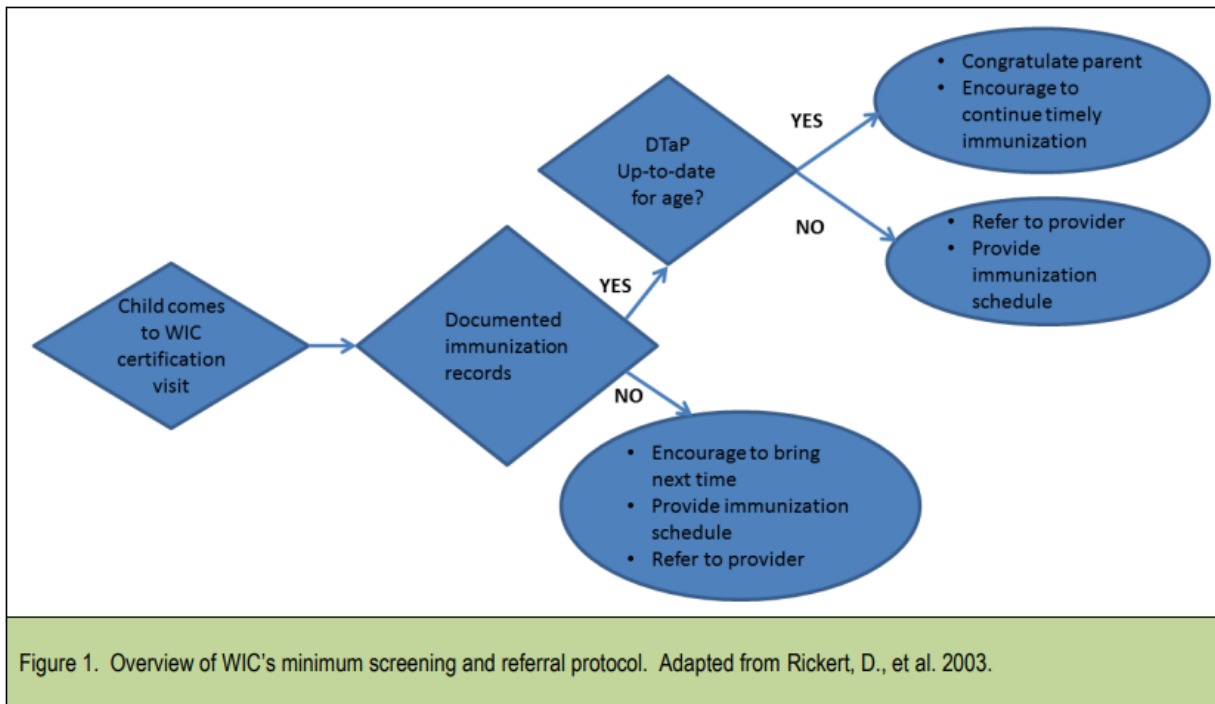 Child comes
to WIC
certification
visit
Documented
immunization
records
YES
NO
DTaP
Up-to-date
for age?
YES
NO
• Congratulate parent
• Encourage to
continue timely
immunization
• Refer to provider
• Provide
immunization
schedule
• Encourage to bring
next time
• Provide immunization
schedule
• Refer to provider
Figure 1. Overview of WIC's minimum screening and referral protocol. Adapted from Rickert, D., et al. 2003.